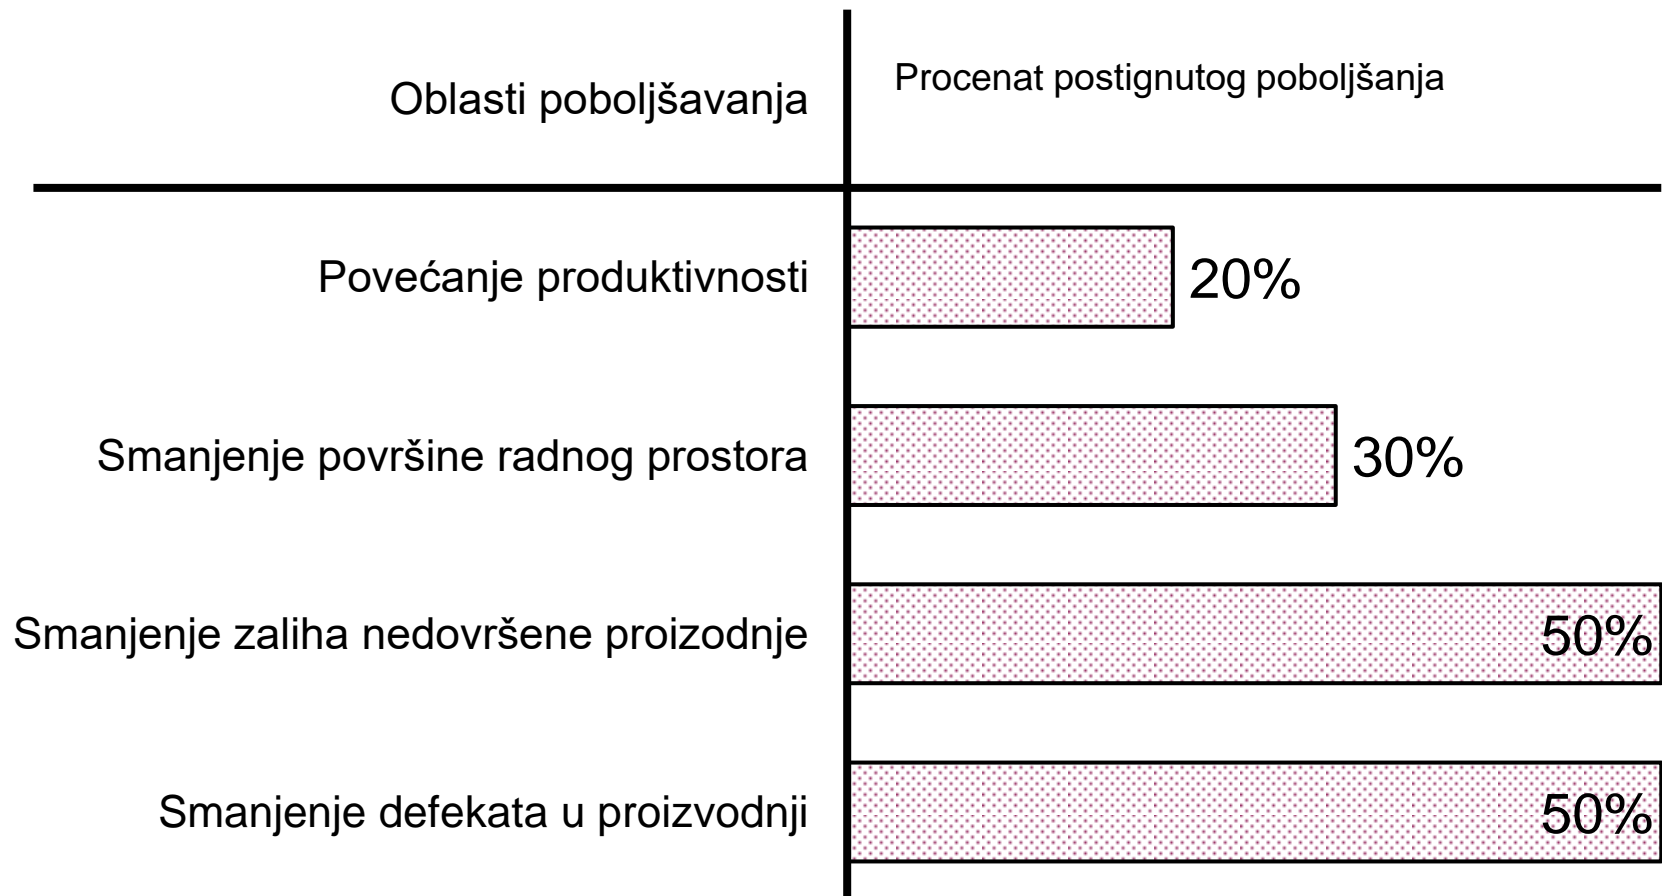 Oblasti poboljšavanja
Procenat postignutog poboljšanja
Povećanje produktivnosti
20%
Smanjenje površine radnog prostora
30%
Smanjenje zaliha nedovršene proizodnje
50%
Smanjenje defekata u proizvodnji
50%